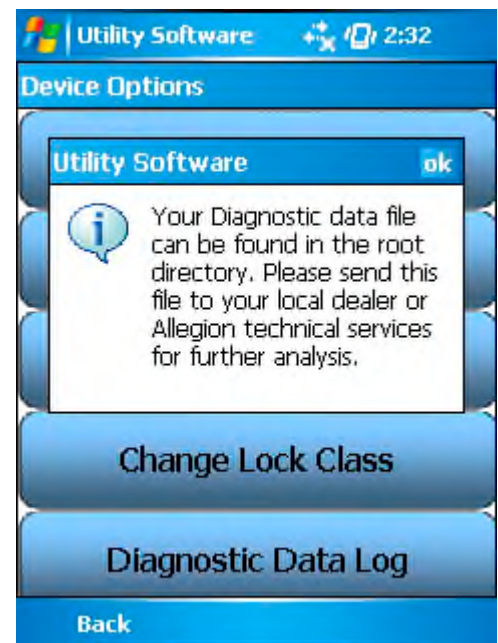 Utility Software 2:32
Device Options
Utility Software ok
Your Diagnostic data file
can be found in the root
directory. Please send this
file to your local dealer or
Allegion technical services
for further analysis.
Change Lock Class
Diagnostic Data Log
Back